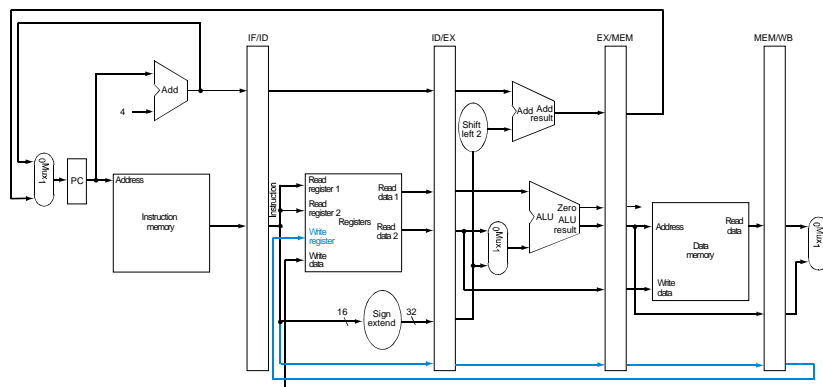 IF/ID
ID/EX
EX/MEM
MEM/WB
Add
4
Shift
left 2
Add Add
result
0
Mux
1
PC
Address
Instruction
memory
Instruction
Read
register 1
Read
register 2
Write
register
Write
data
Registers
Read
data 1
Read
data 2
0
Mux
1
ALU
Zero
ALU
result
Address
Write
data
Data
memory
Read
data
0
Mux
1
16
Sign
extend
32